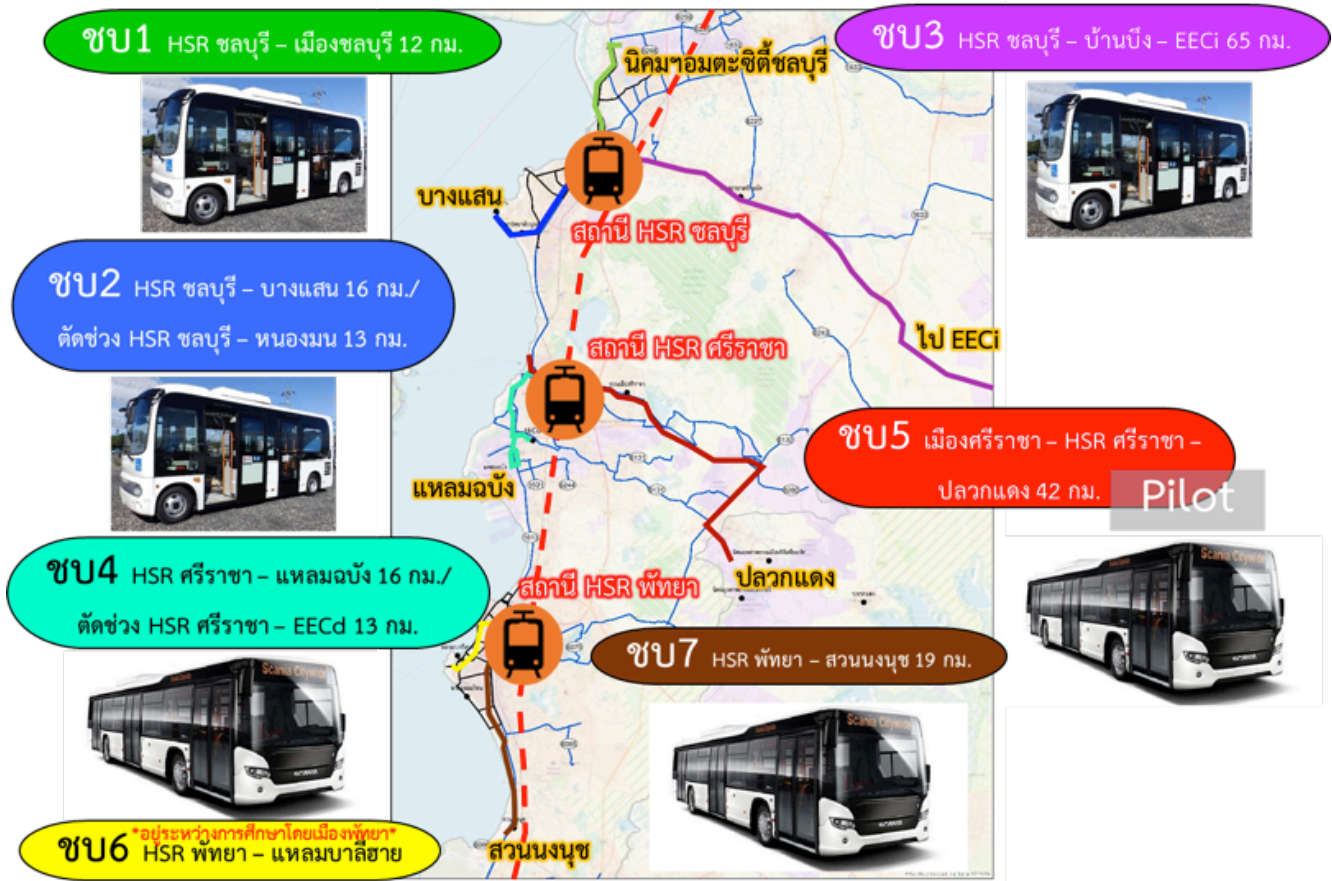 ชบ1 HSR ชลบุรี – เมืองชลบุรี 12 กม.
ชบ3 HSR ชลบุรี – บ้านบึง – EECi 65 กม.
นิคมฯอมตะซิตี้ชลบุรี
บางแสน
สถานี HSR ชลบุรี
ชบ2 HSR ชลบุรี – บางแสน 16 กม./
ตัดช่วง HSR ชลบุรี – หนองมน 13 กม.
สถานี HSR ศรีราชา
ไป EECi
ชบ5 เมืองศรีราชา – HSR ศรีราชา –
ปลวกแดง 42 กม.
Pilot
แหลมฉบัง
ชบ4 HSR ศรีราชา – แหลมฉบัง 16 กม./
ตัดช่วง HSR ศรีราชา – EECd 13 กม.
สถานี HSR พัทยา
ปลวกแดง
Scania Citywide
ชบ7 HSR พัทยา – สวนนงนุช 19 กม.
Scania Citywide
Scania Citywide
*อยู่ระหว่างการศึกษาโดยเมืองพัทยา*
ชบ6 HSR พัทยา – แหลมบาลีฮาย
สวนนงนุช